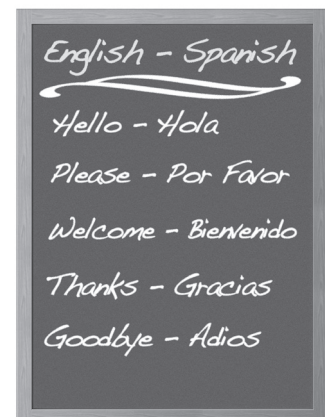 English - Spanish
Hello - Hola
Please - Por Favor
Welcome - Bienvenido
Thanks - Gracias
Goodbye - Adios